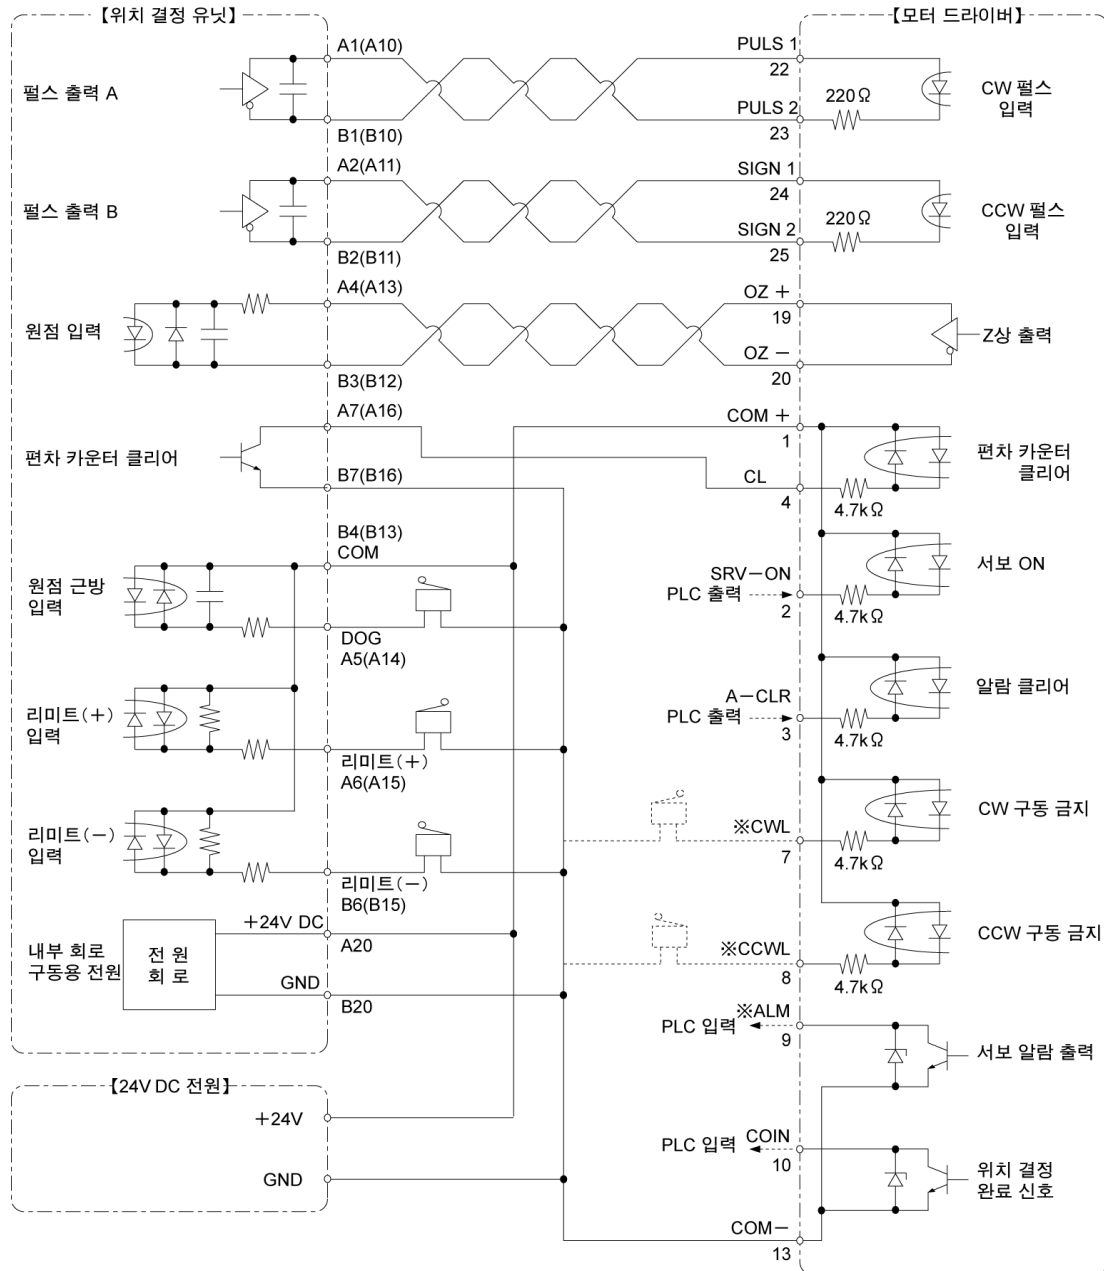 【위치 결정 유닛】
【모터 드라이버】
펄스 출력 A
A1(A10)
B1(B10)
PULS 1
22
PULS 2
23
220Ω
CW 펄스
입력
펄스 출력 B
A2(A11)
B2(B11)
SIGN 1
24
SIGN 2
25
220Ω
CCW 펄스
입력
원점 입력
A4(A13)
B3(B12)
OZ +
19
OZ -
20
Z상 출력
편차 카운터 클리어
A7(A16)
B7(B16)
COM +
1
CL
4
4.7kΩ
편차 카운터
클리어
원점 근방
입력
B4(B13)
COM
DOG
A5(A14)
SRV-ON
PLC 출력
2
4.7kΩ
서보 ON
리미트(+)
입력
리미트(+)
A6(A15)
A-CLR
PLC 출력
3
4.7kΩ
알람 클리어
리미트(-)
입력
리미트(-)
B6(B15)
※CWL
7
4.7kΩ
CW 구동 금지
내부 회로
구동용 전원
전 원
회 로
+24V DC
A20
GND
B20
※CCWL
8
4.7kΩ
CCW 구동 금지
※ALM
PLC 입력
9
서보 알람 출력
【24V DC 전원】
+24V
GND
COIN
PLC 입력
10
위치 결정
완료 신호
COM-
13